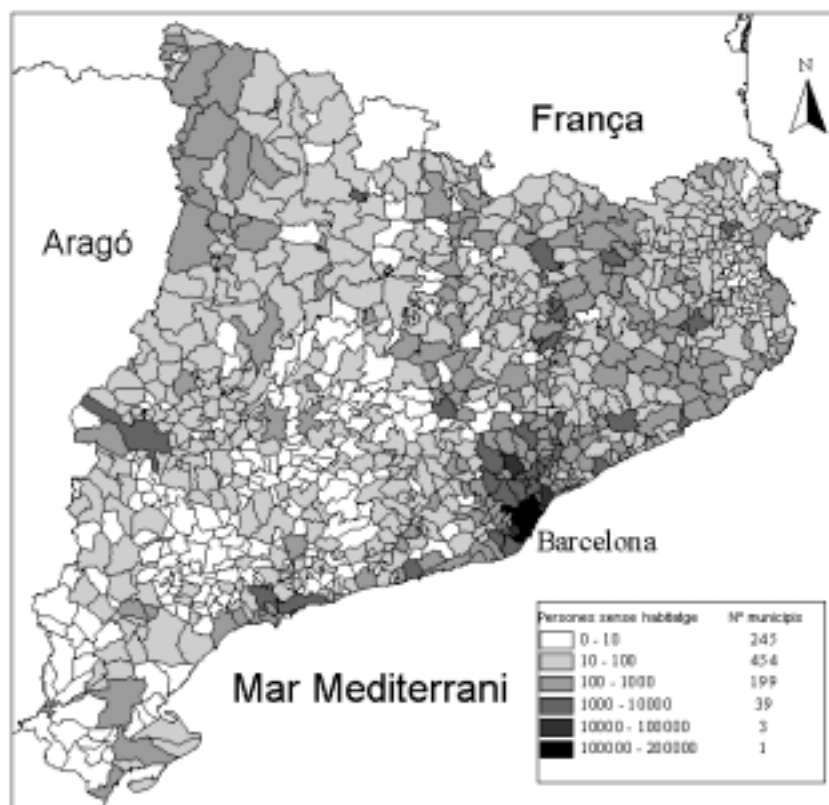 N
França
Aragó
Barcelona
Mar Mediterrani
Persones sense habitatge Nº municipis
0 - 10 245
10 - 100 454
100 - 1000 199
1000 - 10000 39
10000 - 100000 3
100000 - 200000 1